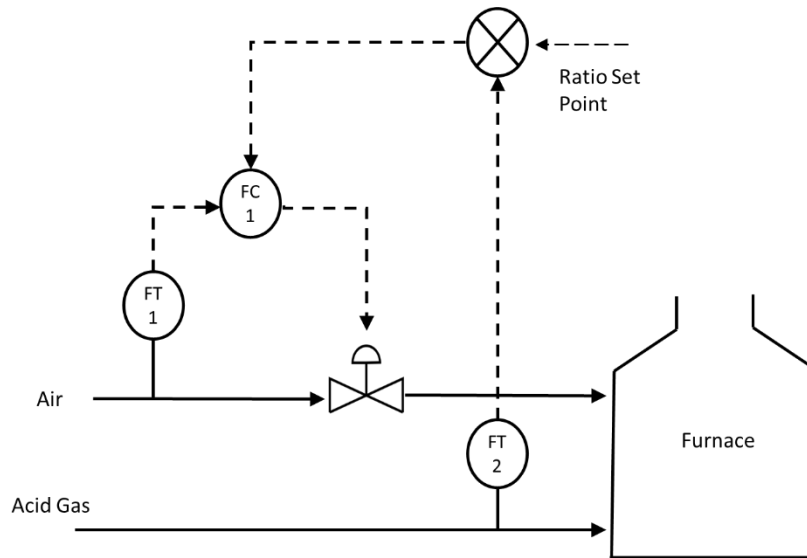 Ratio Set
Point
FC
1
FT
1
Air
FT
2
Furnace
Acid Gas